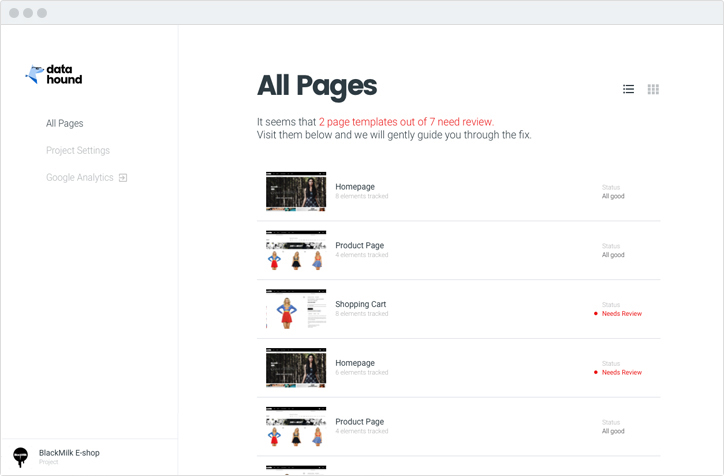 data
hound
All Pages
Project Settings
Google Analytics
BlackMilk E-shop
Project
All Pages
It seems that 2 page templates out of 7 need review.
Visit them below and we will gently guide you through the fix.
Homepage
Status
5 elements tracked
All good
Product Page
Status
4 elements tracked
All good
Shopping Cart
Status
8 elements tracked
Needs Review
Homepage
Status
5 elements tracked
Needs Review
Product Page
Status
4 elements tracked
All good